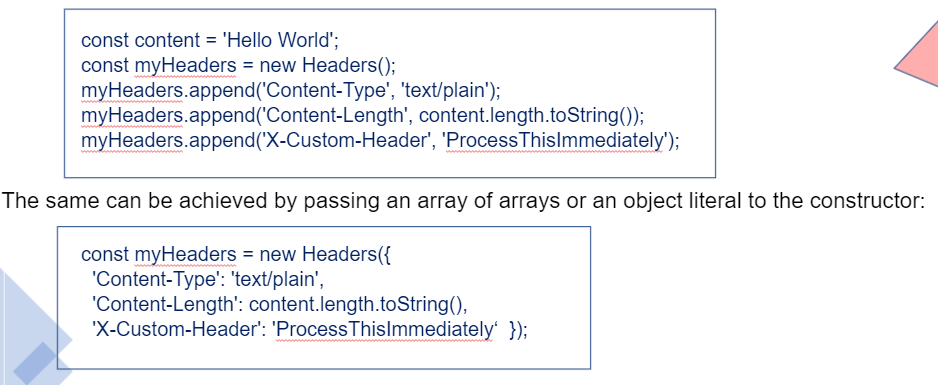 const content = 'Hello World';
const myHeaders = new Headers();
myHeaders.append('Content-Type', 'text/plain');
myHeaders.append('Content-Length', content.length.toString());
myHeaders.append('X-Custom-Header', 'ProcessThisImmediately');
The same can be achieved by passing an array of arrays or an object literal to the constructor:
const myHeaders = new Headers({
'Content-Type': 'text/plain',
'Content-Length': content.length.toString(),
'X-Custom-Header': 'ProcessThisImmediately‘ });